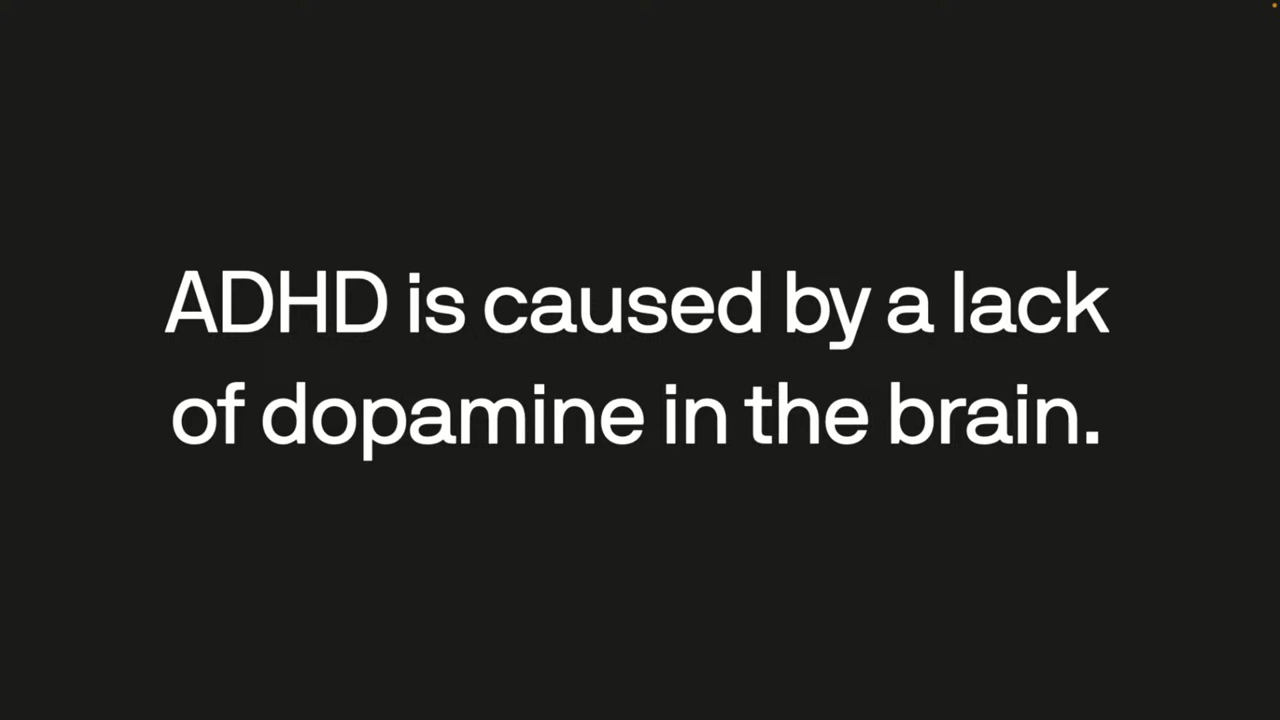 ADHD is caused by a lack
of dopamine in the brain.